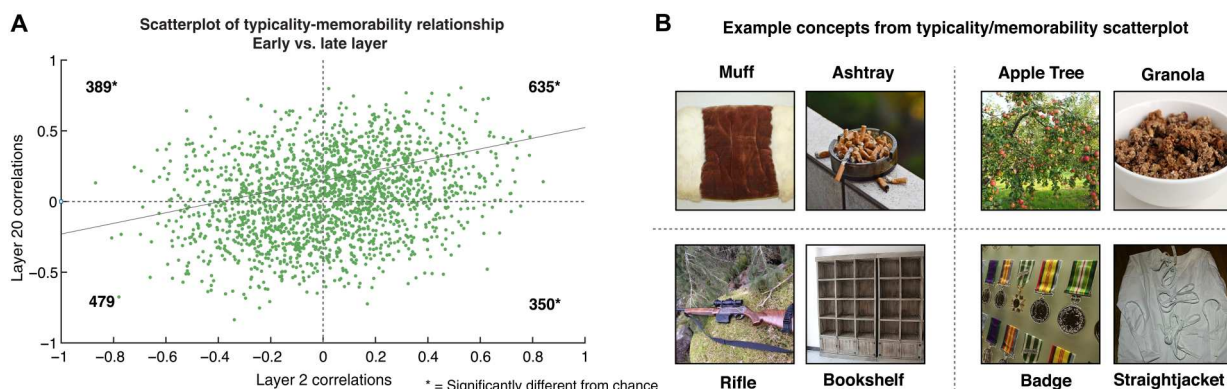 A
Scatterplot of typicality-memorability relationship
Early vs. late layer
1
0.5
0
−0.5
−1
−1
−0.8
−0.6
−0.4
−0.2
0
0.2
0.4
0.6
0.8
1
389*
635*
479
350*
Layer 20 correlations
Layer 2 correlations
* = Significantly different from chance
B
Example concepts from typicality/memorability scatterplot
Muff
Ashtray
Apple Tree
Granola
Rifle
Bookshelf
Badge
Straightjacket